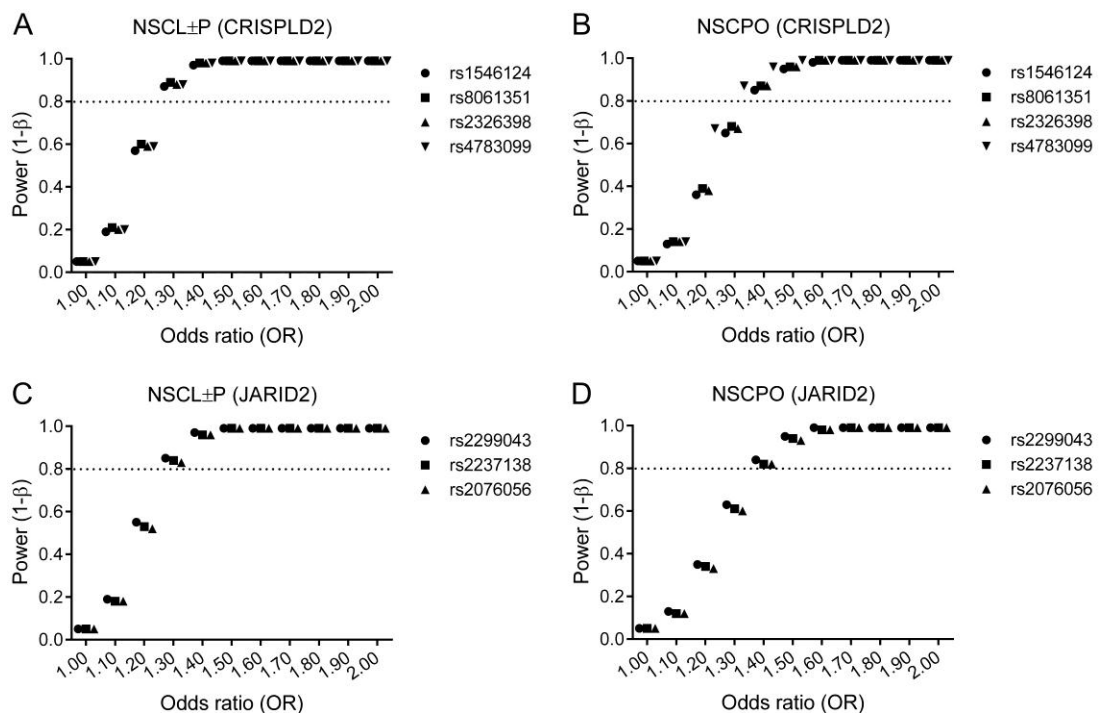 A
NSCL±P (CRISPLD2)
Power (1-β)
1.0
0.8
0.6
0.4
0.2
0.0
1.00 1.10 1.20 1.30 1.40 1.50 1.60 1.70 1.80 1.90 2.00
Odds ratio (OR)
rs1546124
rs8061351
rs2326398
rs4783099
B
NSCPO (CRISPLD2)
Power (1-β)
1.0
0.8
0.6
0.4
0.2
0.0
1.00 1.10 1.20 1.30 1.40 1.50 1.60 1.70 1.80 1.90 2.00
Odds ratio (OR)
rs1546124
rs8061351
rs2326398
rs4783099
C
NSCL±P (JARID2)
Power (1-β)
1.0
0.8
0.6
0.4
0.2
0.0
1.00 1.10 1.20 1.30 1.40 1.50 1.60 1.70 1.80 1.90 2.00
Odds ratio (OR)
rs2299043
rs2237138
rs2076056
D
NSCPO (JARID2)
Power (1-β)
1.0
0.8
0.6
0.4
0.2
0.0
1.00 1.10 1.20 1.30 1.40 1.50 1.60 1.70 1.80 1.90 2.00
Odds ratio (OR)
rs2299043
rs2237138
rs2076056